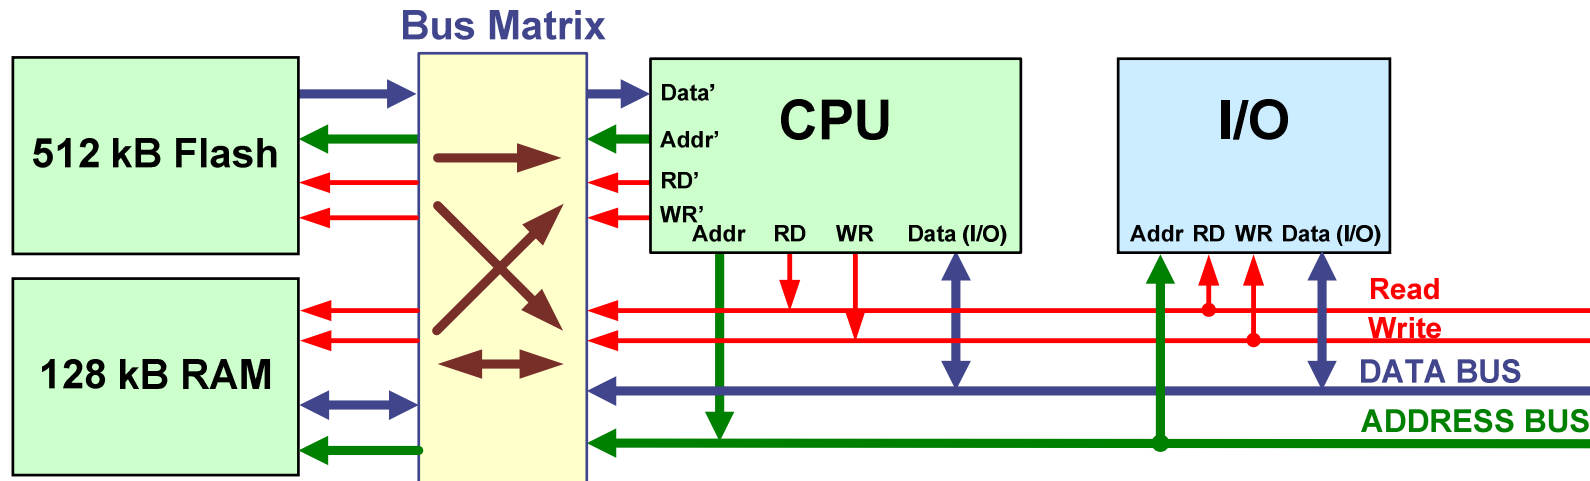 Bus Matrix
512 kB Flash
128 kB RAM
CPU
Data’
Addr’
RD’
WR’
Addr RD WR Data (I/O)
I/O
Addr RD WR Data (I/O)
Read
Write
DATA BUS
ADDRESS BUS